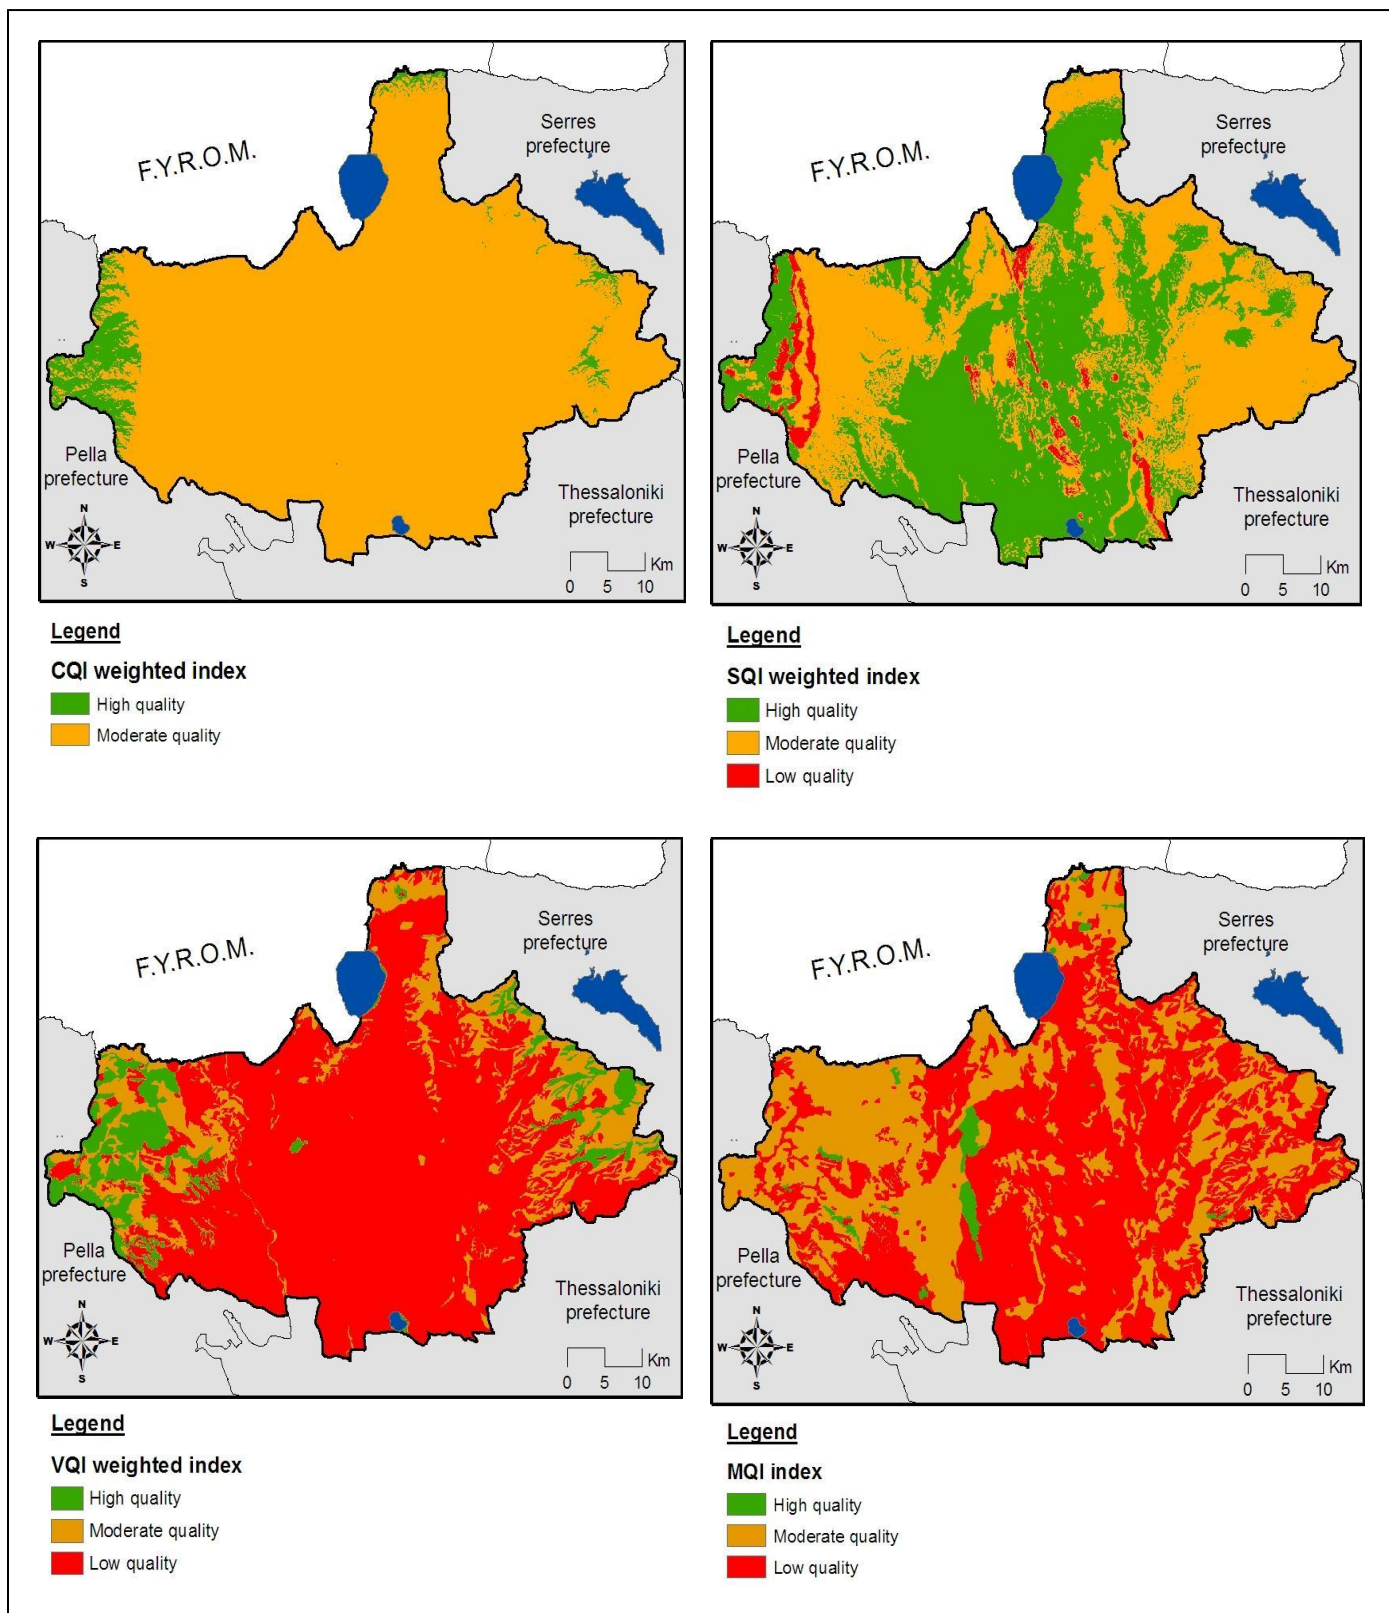 F.Y.R.O.M.
Serres
prefecture
Pella
prefecture
Thessaloniki
prefecture
N
W E
S
Km
0 5 10
Legend
CQI weighted index
High quality
Moderate quality
F.Y.R.O.M.
Serres
prefecture
Pella
prefecture
Thessaloniki
prefecture
N
W E
S
Km
0 5 10
Legend
SQI weighted index
High quality
Moderate quality
Low quality
F.Y.R.O.M.
Serres
prefecture
Pella
prefecture
Thessaloniki
prefecture
N
W E
S
Km
0 5 10
Legend
VQI weighted index
High quality
Moderate quality
Low quality
F.Y.R.O.M.
Serres
prefecture
Pella
prefecture
Thessaloniki
prefecture
N
W E
S
Km
0 5 10
Legend
MQI index
High quality
Moderate quality
Low quality